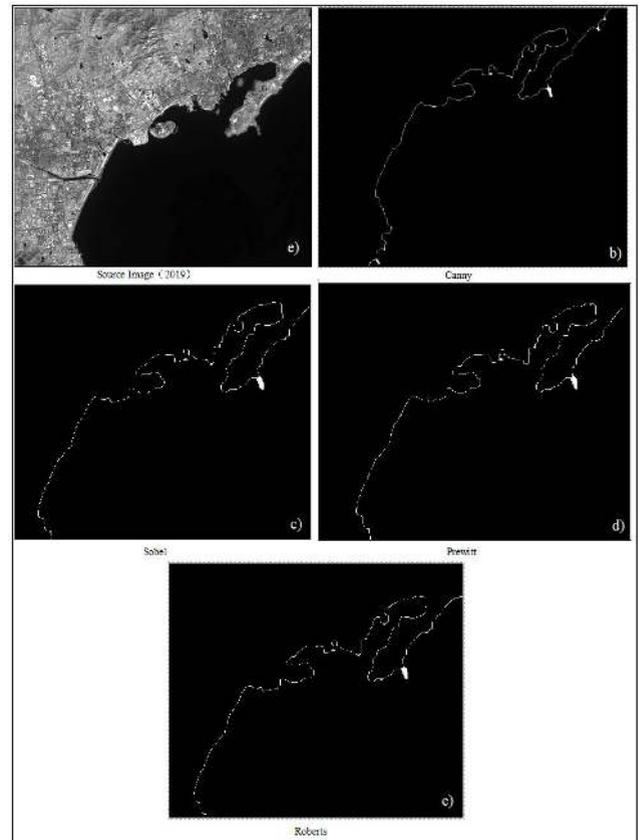 e)
b)
Source Image (2019)
Canny
c)
d)
Sobel
Prewitt
e)
Roberts